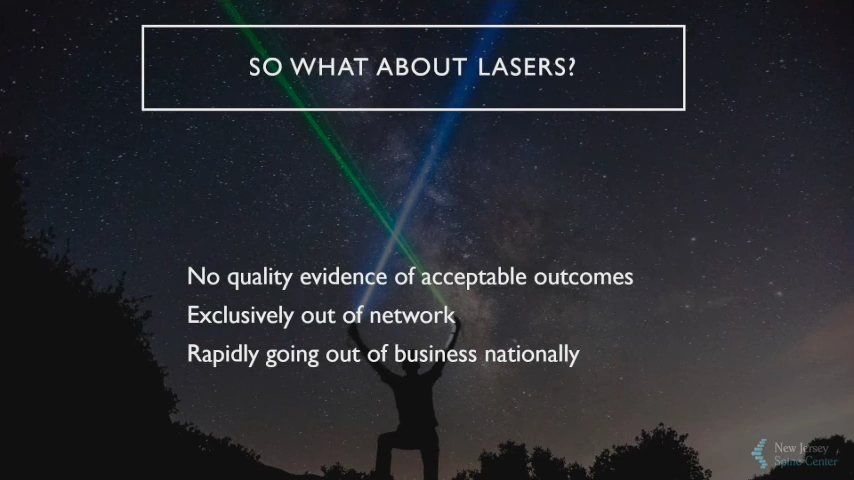 SO WHAT ABOUT LASERS?
No quality evidence of acceptable outcomes
Exclusively out of network
Rapidly going out of business nationally
New Jersey
Spine Center